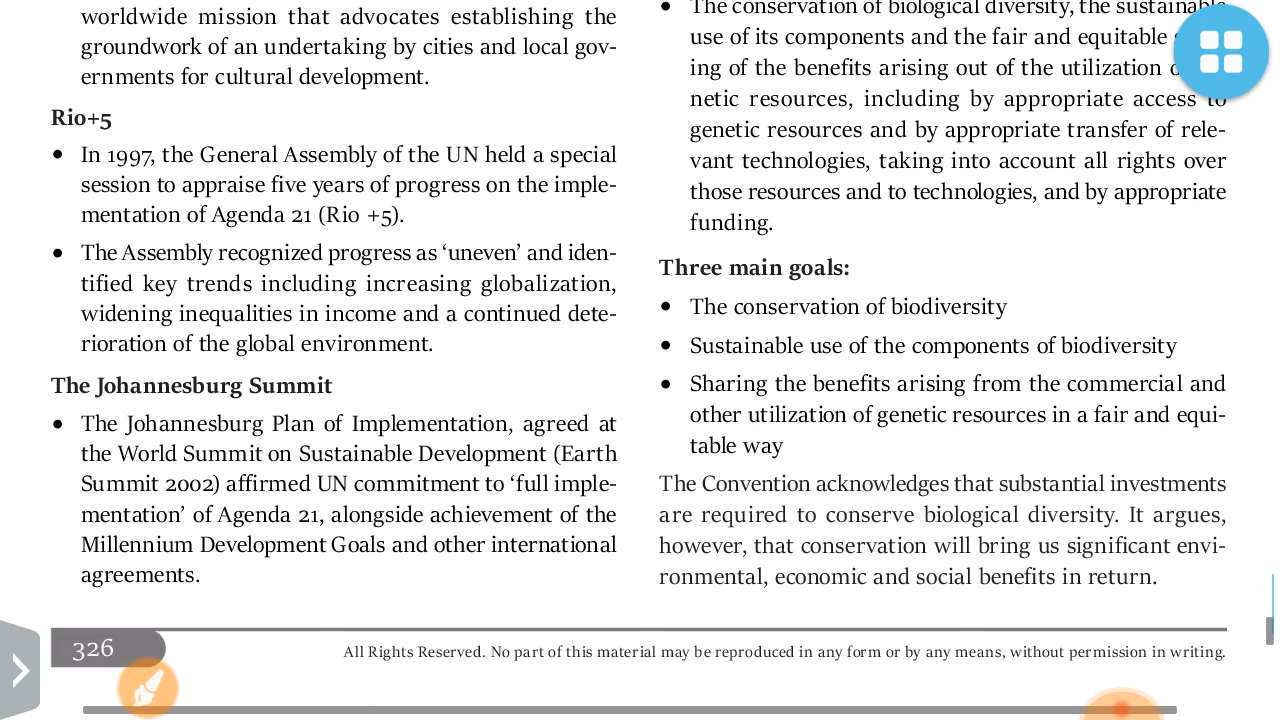 worldwide mission that advocates establishing the
groundwork of an undertaking by cities and local gov-
ernments for cultural development.
Rio+5
• In 1997, the General Assembly of the UN held a special
session to appraise five years of progress on the imple-
mentation of Agenda 21 (Rio +5).
• The Assembly recognized progress as ‘uneven’ and iden-
tified key trends including increasing globalization,
widening inequalities in income and a continued dete-
rioration of the global environment.
The Johannesburg Summit
• The Johannesburg Plan of Implementation, agreed at
the World Summit on Sustainable Development (Earth
Summit 2002) affirmed UN commitment to ‘full imple-
mentation’ of Agenda 21, alongside achievement of the
Millennium Development Goals and other international
agreements.
• The conservation of biological diversity, the sustainable
use of its components and the fair and equitable
ing of the benefits arising out of the utilization
netic resources, including by appropriate access to
genetic resources and by appropriate transfer of rele-
vant technologies, taking into account all rights over
those resources and to technologies, and by appropriate
funding.
Three main goals:
• The conservation of biodiversity
• Sustainable use of the components of biodiversity
• Sharing the benefits arising from the commercial and
other utilization of genetic resources in a fair and equi-
table way
The Convention acknowledges that substantial investments
are required to conserve biological diversity. It argues,
however, that conservation will bring us significant envi-
ronmental, economic and social benefits in return.
326
All Rights Reserved. No part of this material may be reproduced in any form or by any means, without permission in writing.